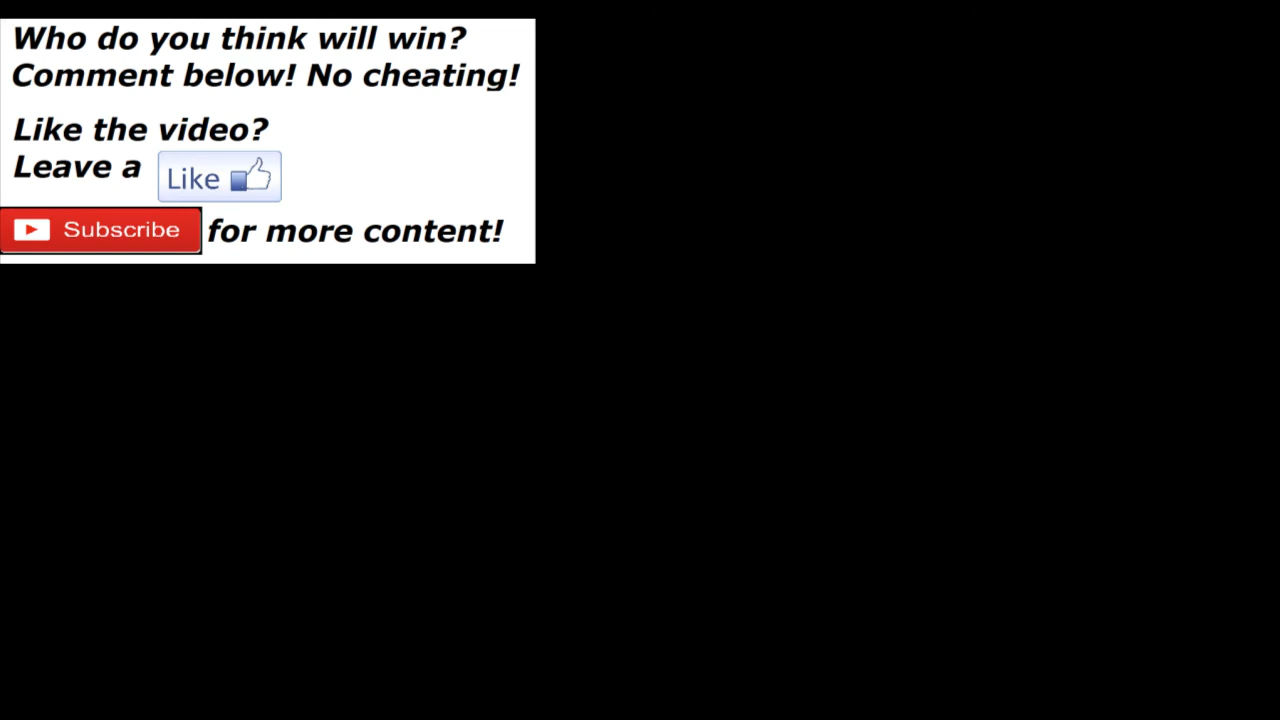 Who do you think will win?
Comment below! No cheating!
Like the video?
Leave a Like
Subscribe for more content!